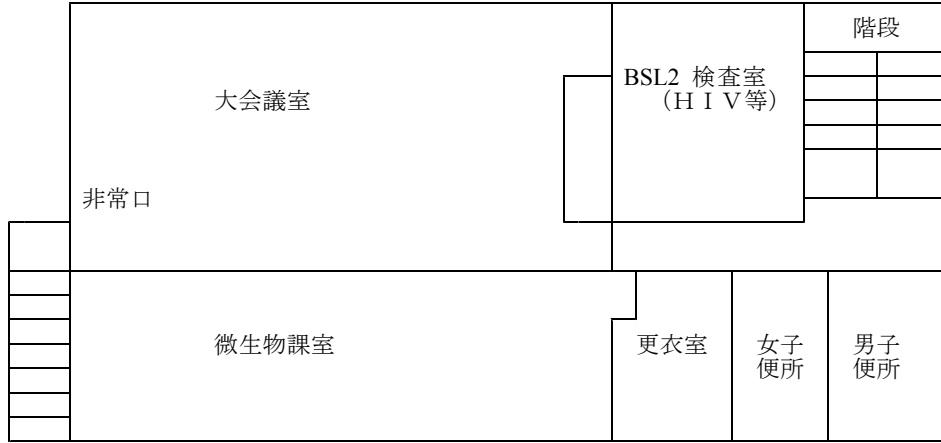 階段
BSL2 検査室
(HIV等)
大会議室
非常口
微生物課室
更衣室
女子
便所
男子
便所